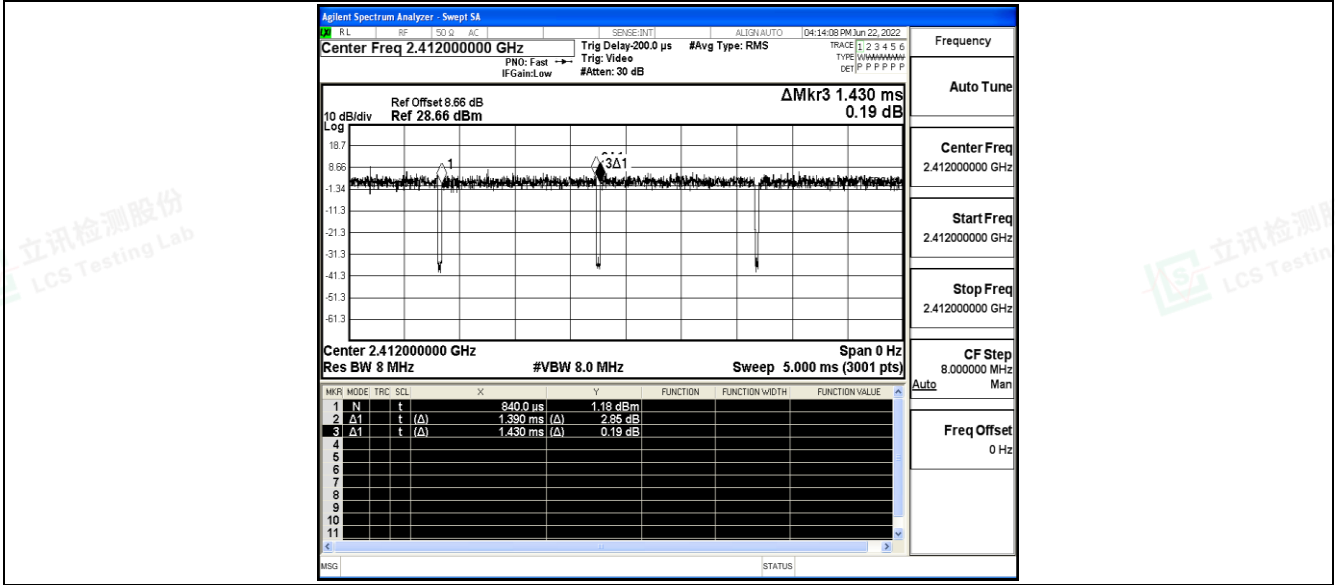 Agilent Spectrum Analyzer - Swept SA
RL RF 50 Ω AC SENSE:INT ALIGN AUTO 04:14:08 PM Jun 22, 2022
Center Freq 2.412000000 GHz
PNO: Fast
IFGain:Low
Trig Delay-200.0 µs
Trig: Video
#Atten: 30 dB
#Avg Type: RMS
TRACE 1 2 3 4 5 6
TYPE
DET P P P P P P
Ref Offset 8.66 dB
10 dB/div Ref 28.66 dBm
Log
ΔMkr3 1.430 ms
0.19 dB
18.7
8.66
-1.34
-11.3
-21.3
-31.3
-41.3
-51.3
-61.3
1
3Δ1
Center 2.412000000 GHz Span 0 Hz
Res BW 8 MHz #VBW 8.0 MHz Sweep 5.000 ms (3001 pts)
MKR MODE TRC SCL X Y FUNCTION FUNCTION WIDTH FUNCTION VALUE
1 N t 840.0 µs 1.18 dBm
2 Δ1 t (Δ) 1.390 ms (Δ) 2.85 dB
3 Δ1 t (Δ) 1.430 ms (Δ) 0.19 dB
4
5
6
7
8
9
10
11
MSG STATUS
Frequency
Auto Tune
Center Freq
2.412000000 GHz
Start Freq
2.412000000 GHz
Stop Freq
2.412000000 GHz
CF Step
8.000000 MHz
Auto Man
Freq Offset
0 Hz
立讯检测股份
LCS Testing Lab
立讯检测
LCS Testin